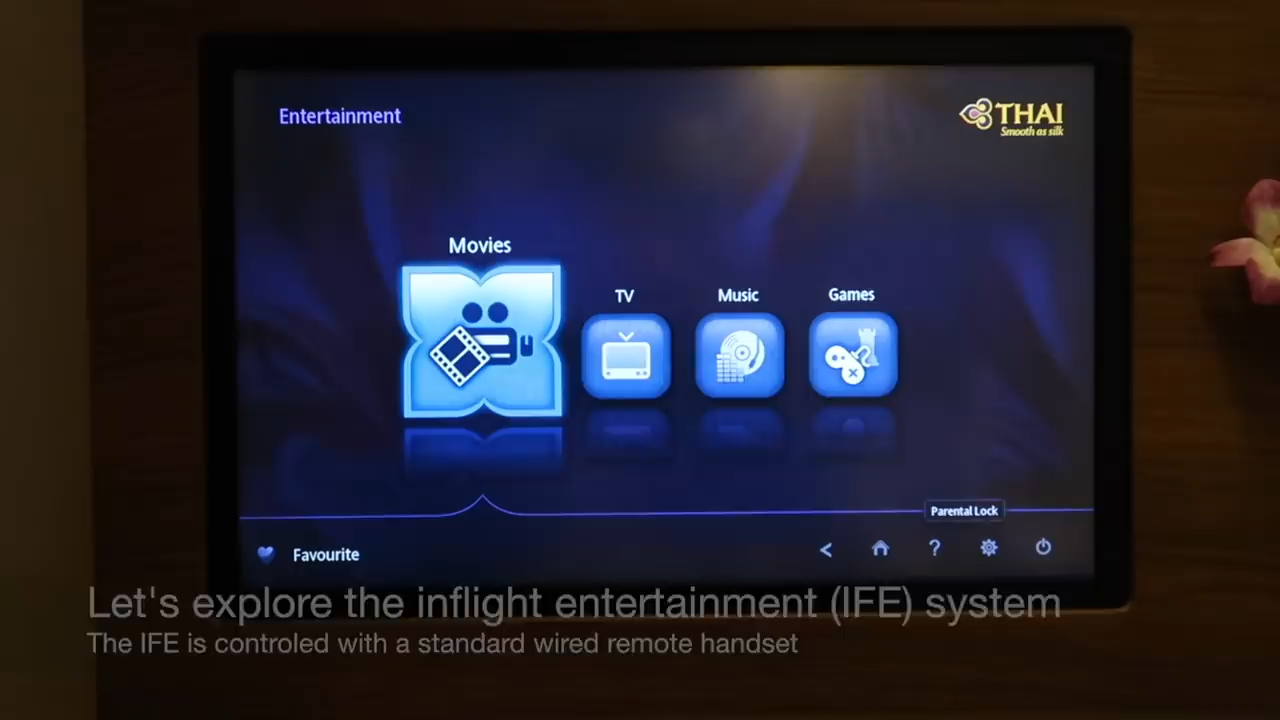 Entertainment
THAI
Smooth as silk
Movies
TV
Music
Games
Parental Lock
Favourite
Let's explore the inflight entertainment (IFE) system
The IFE is controled with a standard wired remote handset